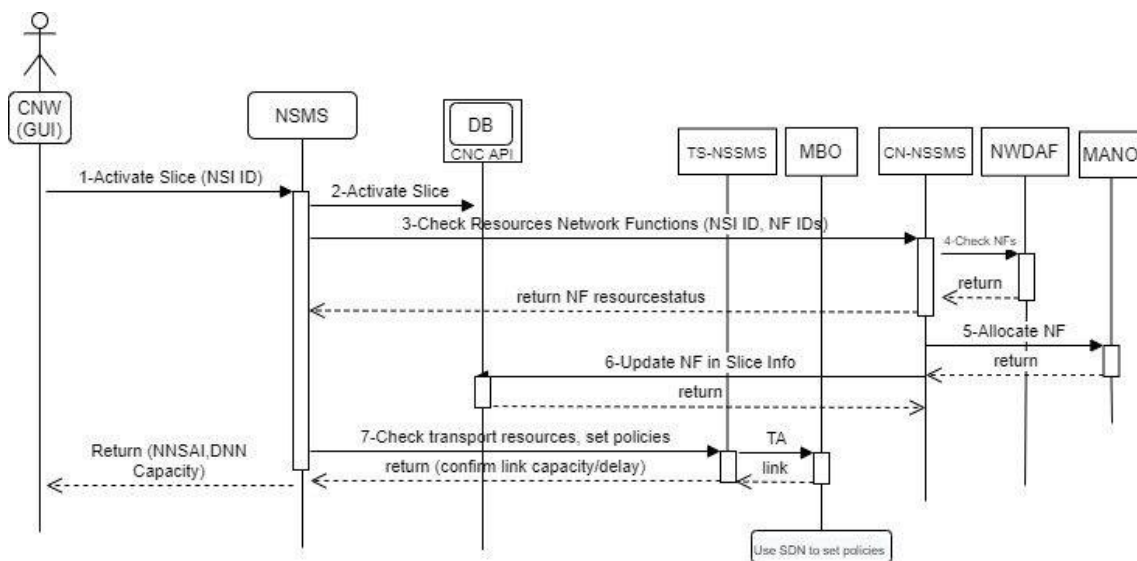 CNW
(GUI)
NSMS
DB
CNC API
TS-NSSMS
MBO
CN-NSSMS
NWDAF
MANO
1-Activate Slice (NSI ID)
2-Activate Slice
3-Check Resources Network Functions (NSI ID, NF IDs)
4-Check NFs
return
return NF resourcestatus
5-Allocate NF
return
6-Update NF in Slice Info
return
7-Check transport resources, set policies
TA
Return (NNSAI,DNN
Capacity)
return (confirm link capacity/delay)
link
Use SDN to set policies